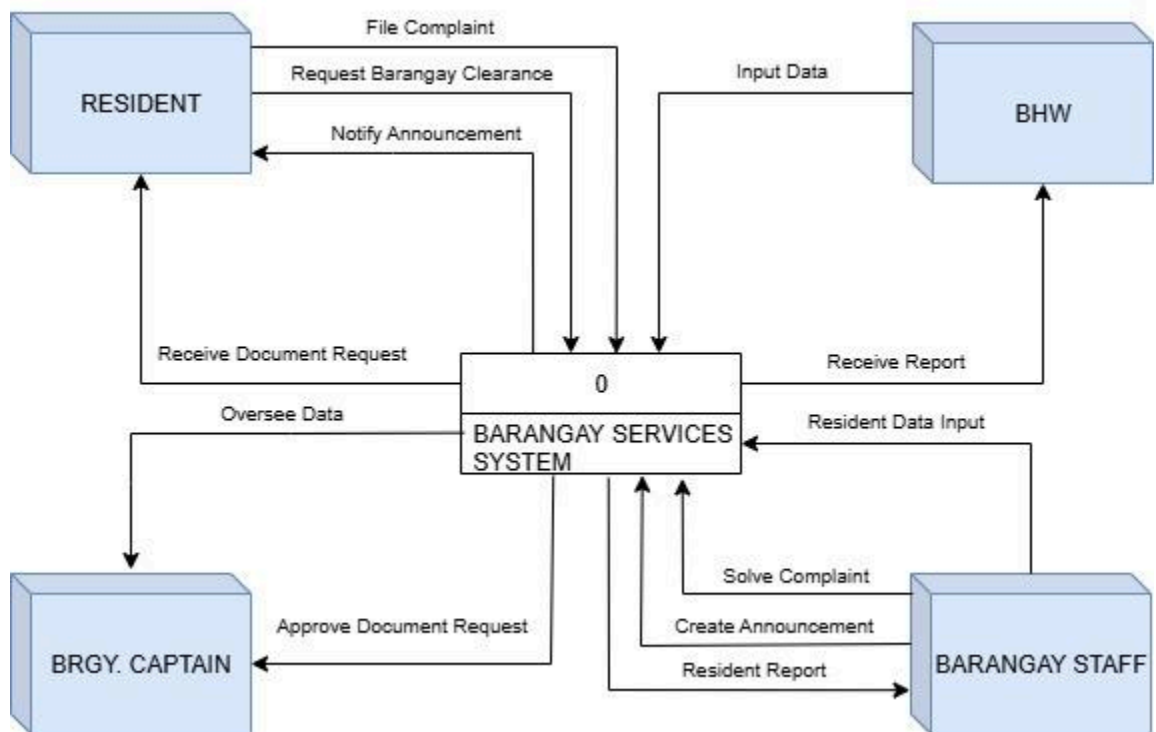 File Complaint
Request Barangay Clearance
Notify Announcement
RESIDENT
Input Data
BHW
Receive Document Request
Oversee Data
0
BARANGAY SERVICES
SYSTEM
Receive Report
Resident Data Input
Solve Complaint
Create Announcement
Resident Report
Approve Document Request
BRGY. CAPTAIN
BARANGAY STAFF